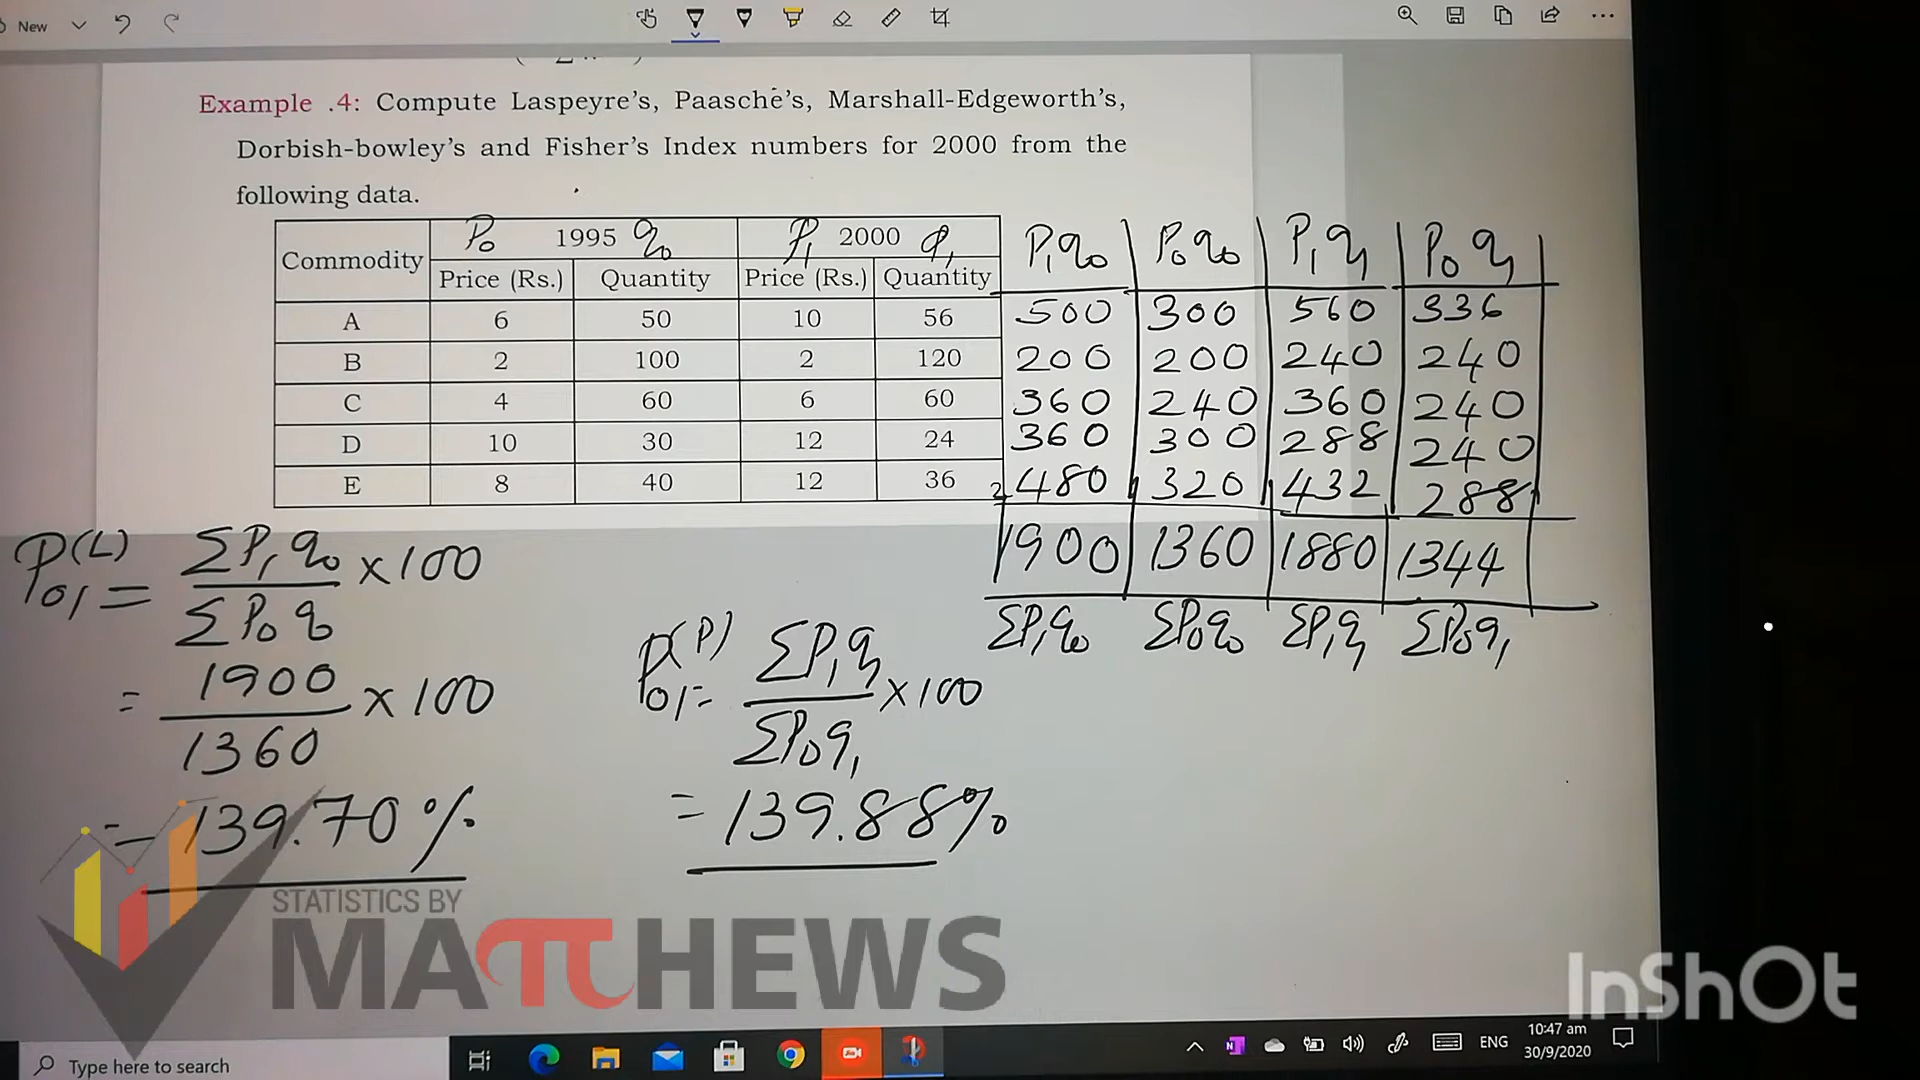 New
Example .4: Compute Laspeyre's, Paasche's, Marshall-Edgeworth's,
Dorbish-bowley's and Fisher's Index numbers for 2000 from the
following data.
Commodity P₀ 1995 q₀ P₁ 2000 q₁ P₁q₀ P₀q₀ P₁q₁ P₀q₁
Price (Rs.) Quantity Price (Rs.) Quantity
A 6 50 10 56 500 300 560 336
B 2 100 2 120 200 200 240 240
C 4 60 6 60 360 240 360 240
D 10 30 12 24 360 300 288 240
E 8 40 12 36 480 320 432 288
1900 1360 1880 1344
ΣP₁q₀ ΣP₀q₀ ΣP₁q₁ ΣP₀q₁
P₀₁(L) = ΣP₁q₀ / ΣP₀q × 100
= 1900 / 1360 × 100
= 139.70%
P₀₁(P) = ΣP₁q₁ / ΣP₀q₁ × 100
= 139.88%
STATISTICS BY
MATTHEWS
InShOt
Type here to search
ENG
10:47 am
30/9/2020